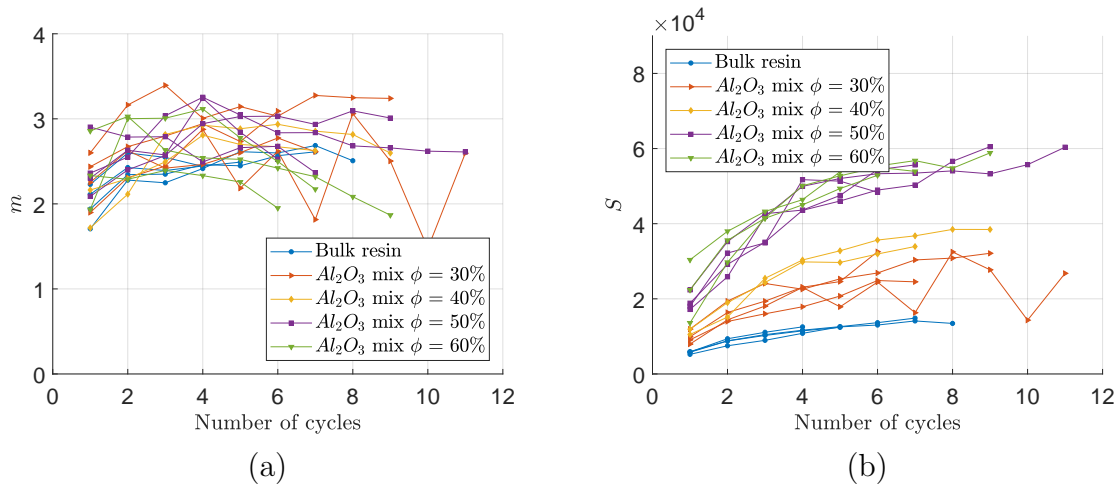 4
3
2
1
0
m
0 2 4 6 8 10 12
Number of cycles
Bulk resin
Al₂O₃ mix ϕ = 30%
Al₂O₃ mix ϕ = 40%
Al₂O₃ mix ϕ = 50%
Al₂O₃ mix ϕ = 60%
(a)
×10⁴
8
6
4
2
0
S
0 2 4 6 8 10 12
Number of cycles
Bulk resin
Al₂O₃ mix ϕ = 30%
Al₂O₃ mix ϕ = 40%
Al₂O₃ mix ϕ = 50%
Al₂O₃ mix ϕ = 60%
(b)